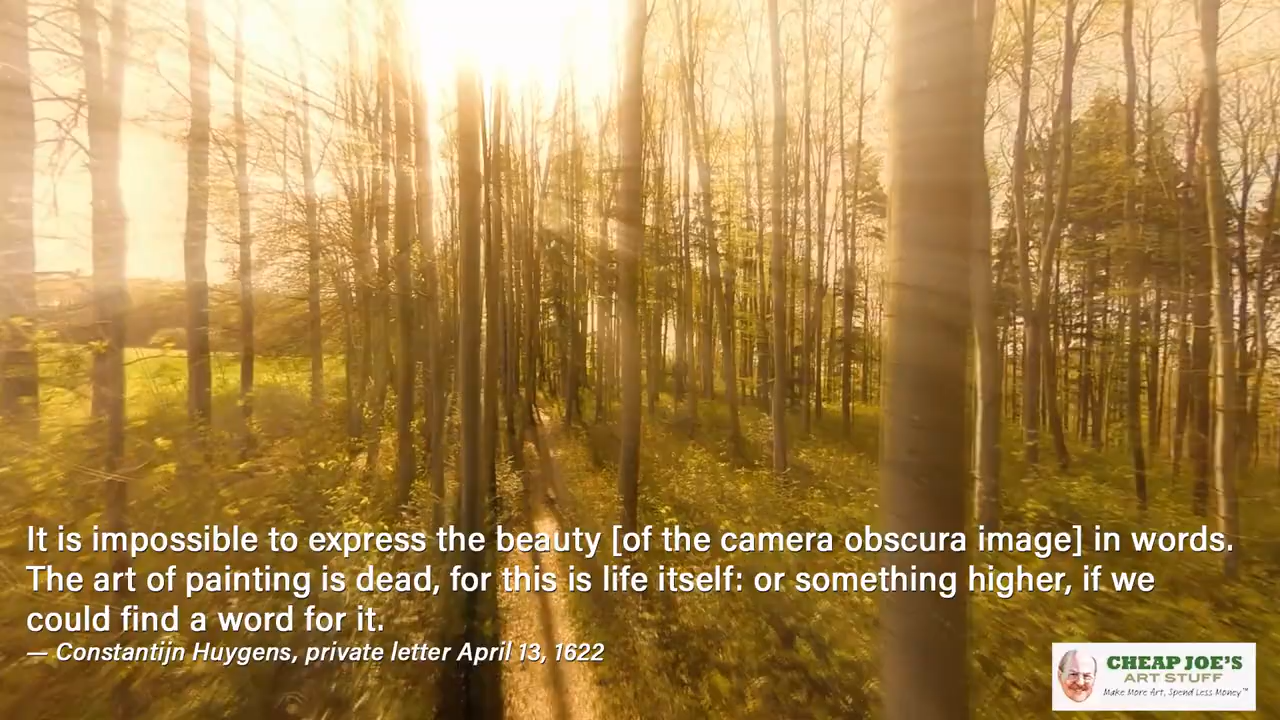 It is impossible to express the beauty [of the camera obscura image] in words.
The art of painting is dead, for this is life itself: or something higher, if we
could find a word for it.
— Constantijn Huygens, private letter April 13, 1622
CHEAP JOE'S
ART STUFF
Make More Art, Spend Less Money™